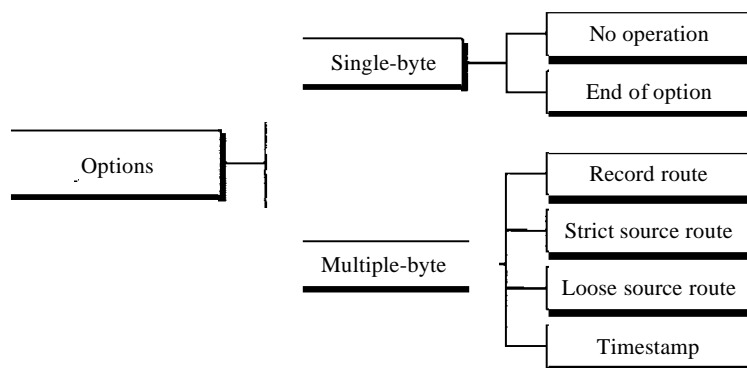 Options
Single-byte
No operation
End of option
Multiple-byte
Record route
Strict source route
Loose source route
Timestamp